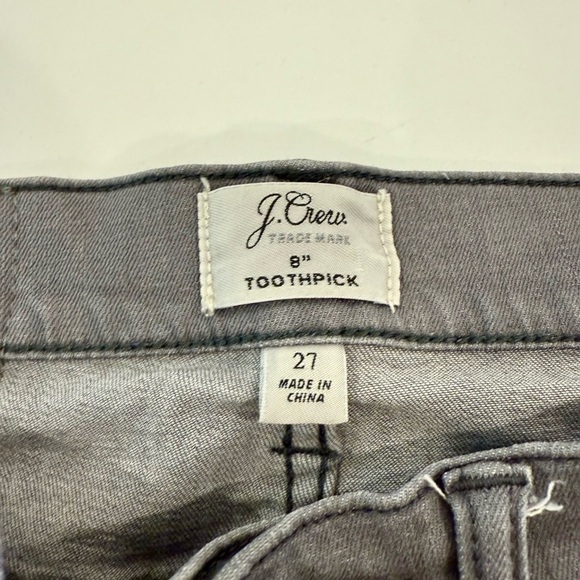 J.Crew.
TRADE MARK
8"
TOOTHPICK
27
MADE IN
CHINA